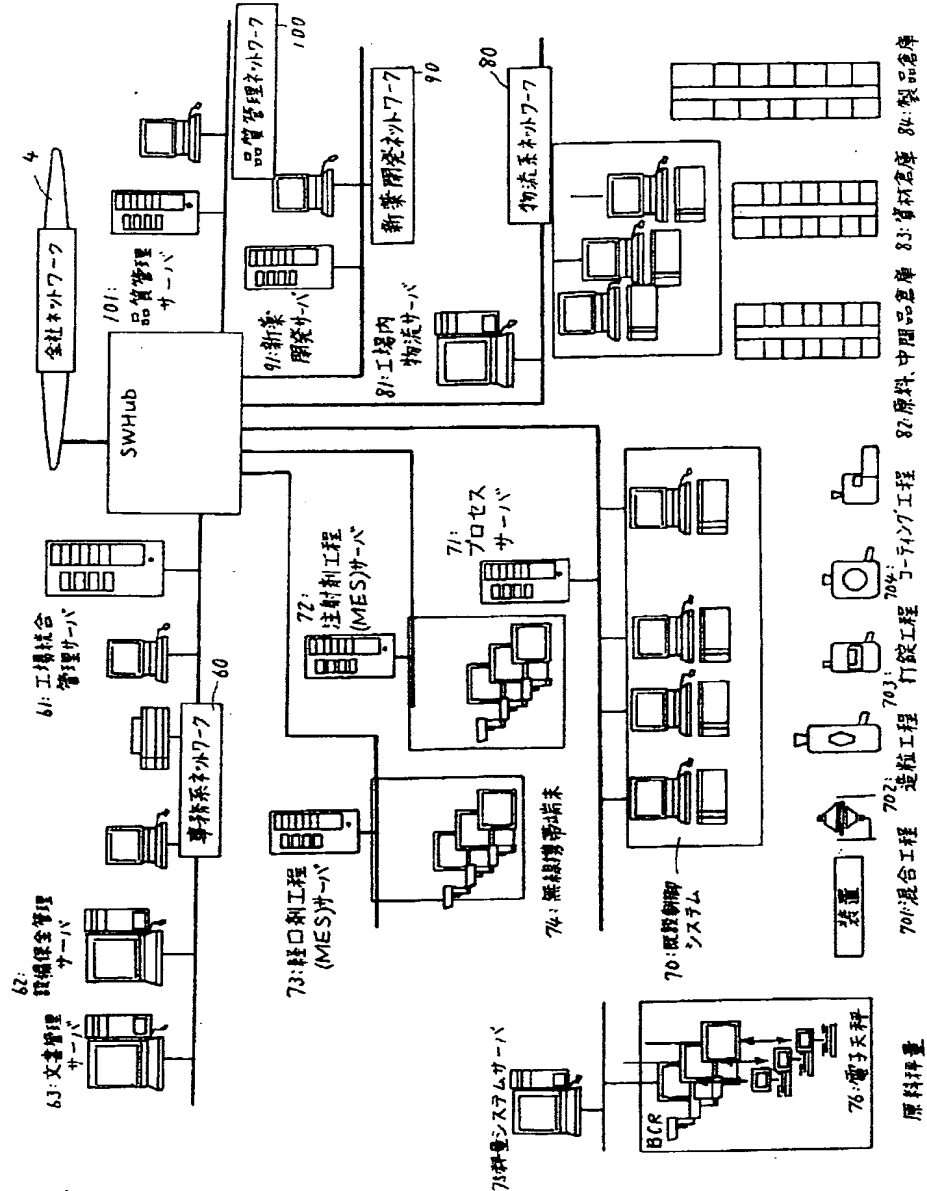 4
会社ネットワーク
SWHub
101:
品質管理
サーバ
品質管理ネットワーク
100
91:新薬
開発サーバ
新薬開発ネットワーク
90
81:工場内
物流サーバ
物流系ネットワーク
80
61:工場統合
管理サーバ
事務系ネットワーク
60
62:
設備保全管理
サーバ
63:文書管理
サーバ
72:
注射剤工程
(MES)サーバ
71:
プロセス
サーバ
73:経口剤工程
(MES)サーバ
74:無線携帯端末
70:既設制御
システム
75:秤量システムサーバ
BCR
76:電子天秤
原料秤量
装置
701:混合工程
702:
造粒工程
703:
打錠工程
704:
コーティング工程
82:原料、中間品倉庫
83:資材倉庫
84:製品倉庫